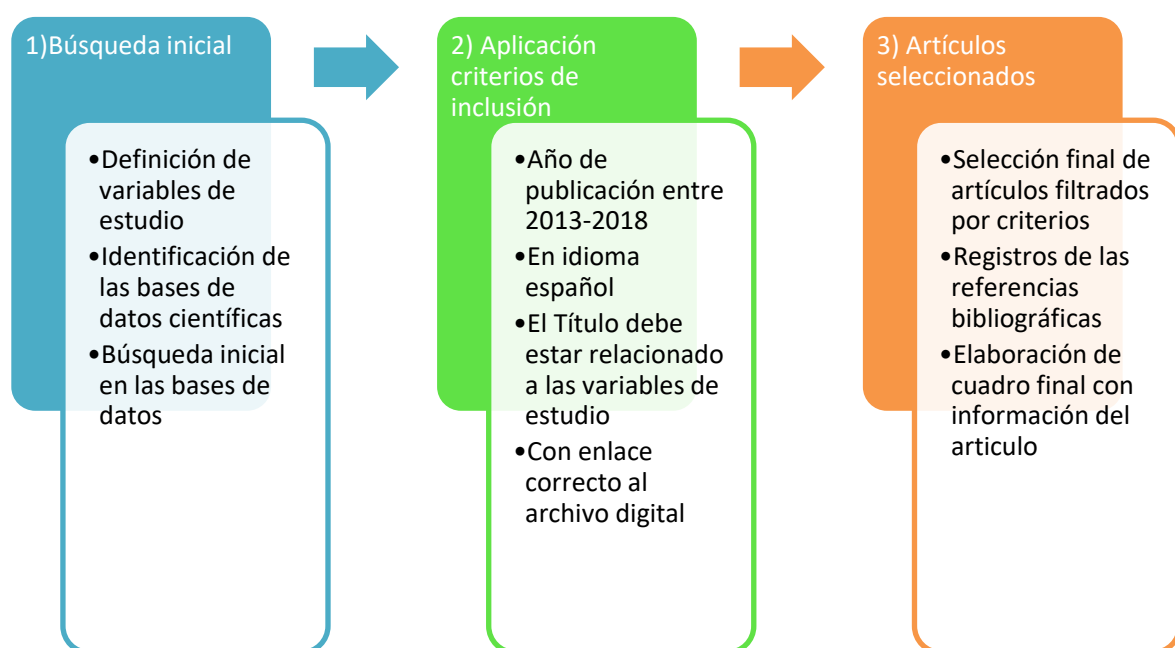 1)Búsqueda inicial
•Definición de
variables de
estudio
•Identificación de
las bases de
datos científicas
•Búsqueda inicial
en las bases de
datos
2) Aplicación
criterios de
inclusión
•Año de
publicación entre
2013-2018
•En idioma
español
•El Título debe
estar relacionado
a las variables de
estudio
•Con enlace
correcto al
archivo digital
3) Artículos
seleccionados
•Selección final de
artículos filtrados
por criterios
•Registros de las
referencias
bibliográficas
•Elaboración de
cuadro final con
información del
articulo